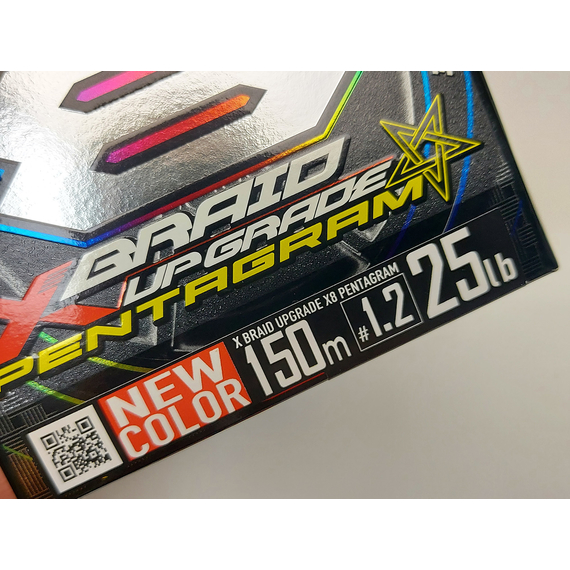 X BRAID
UPGRADE
PENTAGRAM
NEW
COLOR
X BRAID UPGRADE X8 PENTAGRAM
150m
#1.2
25lb